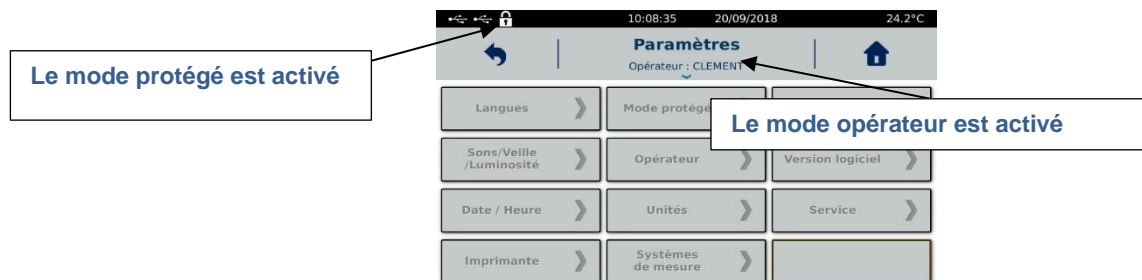 10:08:35 20/09/2018 24.2°C
Paramètres
Opérateur : CLEMENT
Le mode protégé est activé
Langues
Mode protégé
Le mode opérateur est activé
Sons/Veille
/Luminosité
Opérateur
Version logiciel
Date / Heure
Unités
Service
Imprimante
Systèmes
de mesure